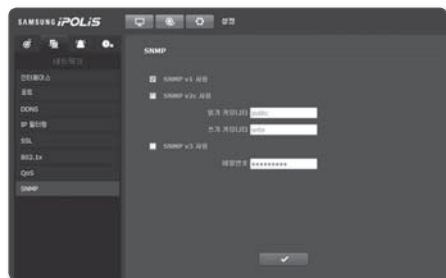 SAMSUNG iPOLiS
설정
네트워크
SNMP
인터페이스
포트
DDNS
IP 필터링
SSL
802.1x
QoS
SNMP
SNMP v1 사용
SNMP v2c 사용
읽기 커뮤니티 public
쓰기 커뮤니티 write
SNMP v3 사용
비밀번호 •••••••••